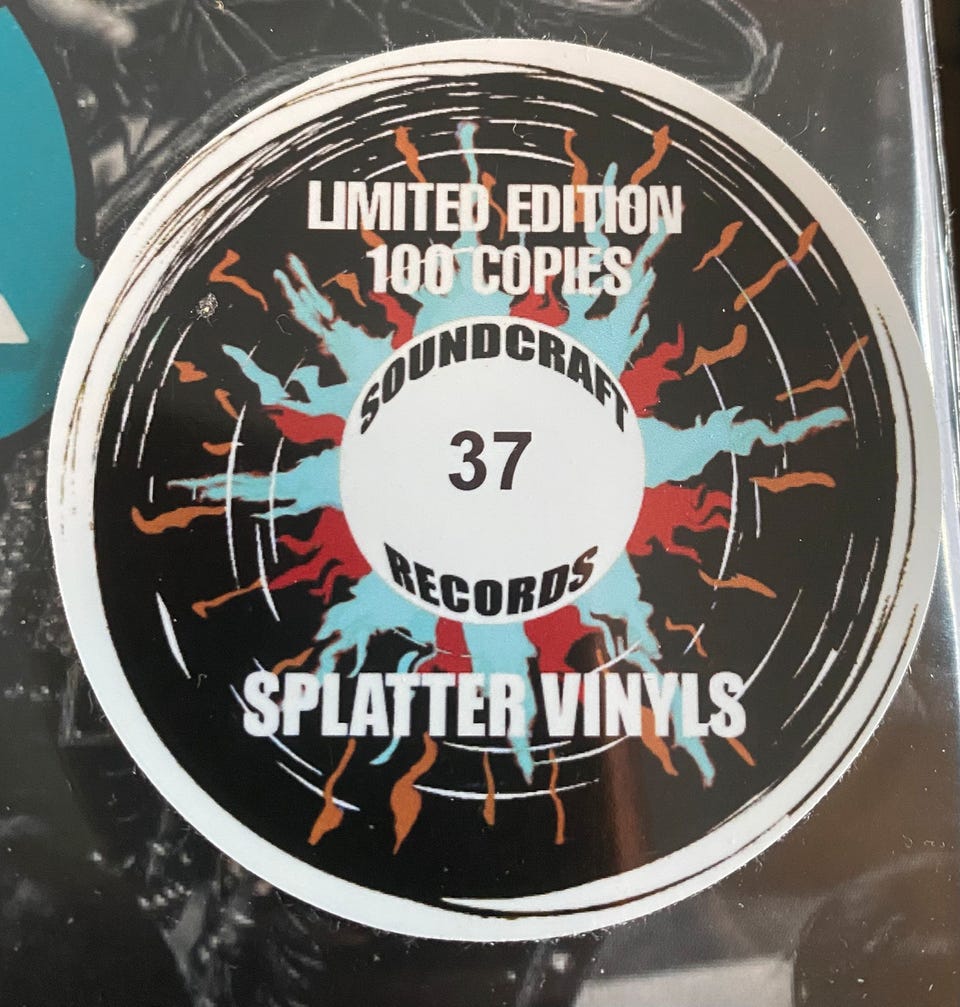 LIMITED EDITION
100 COPIES
SOUNDCRAFT
37
RECORDS
SPLATTER VINYLS